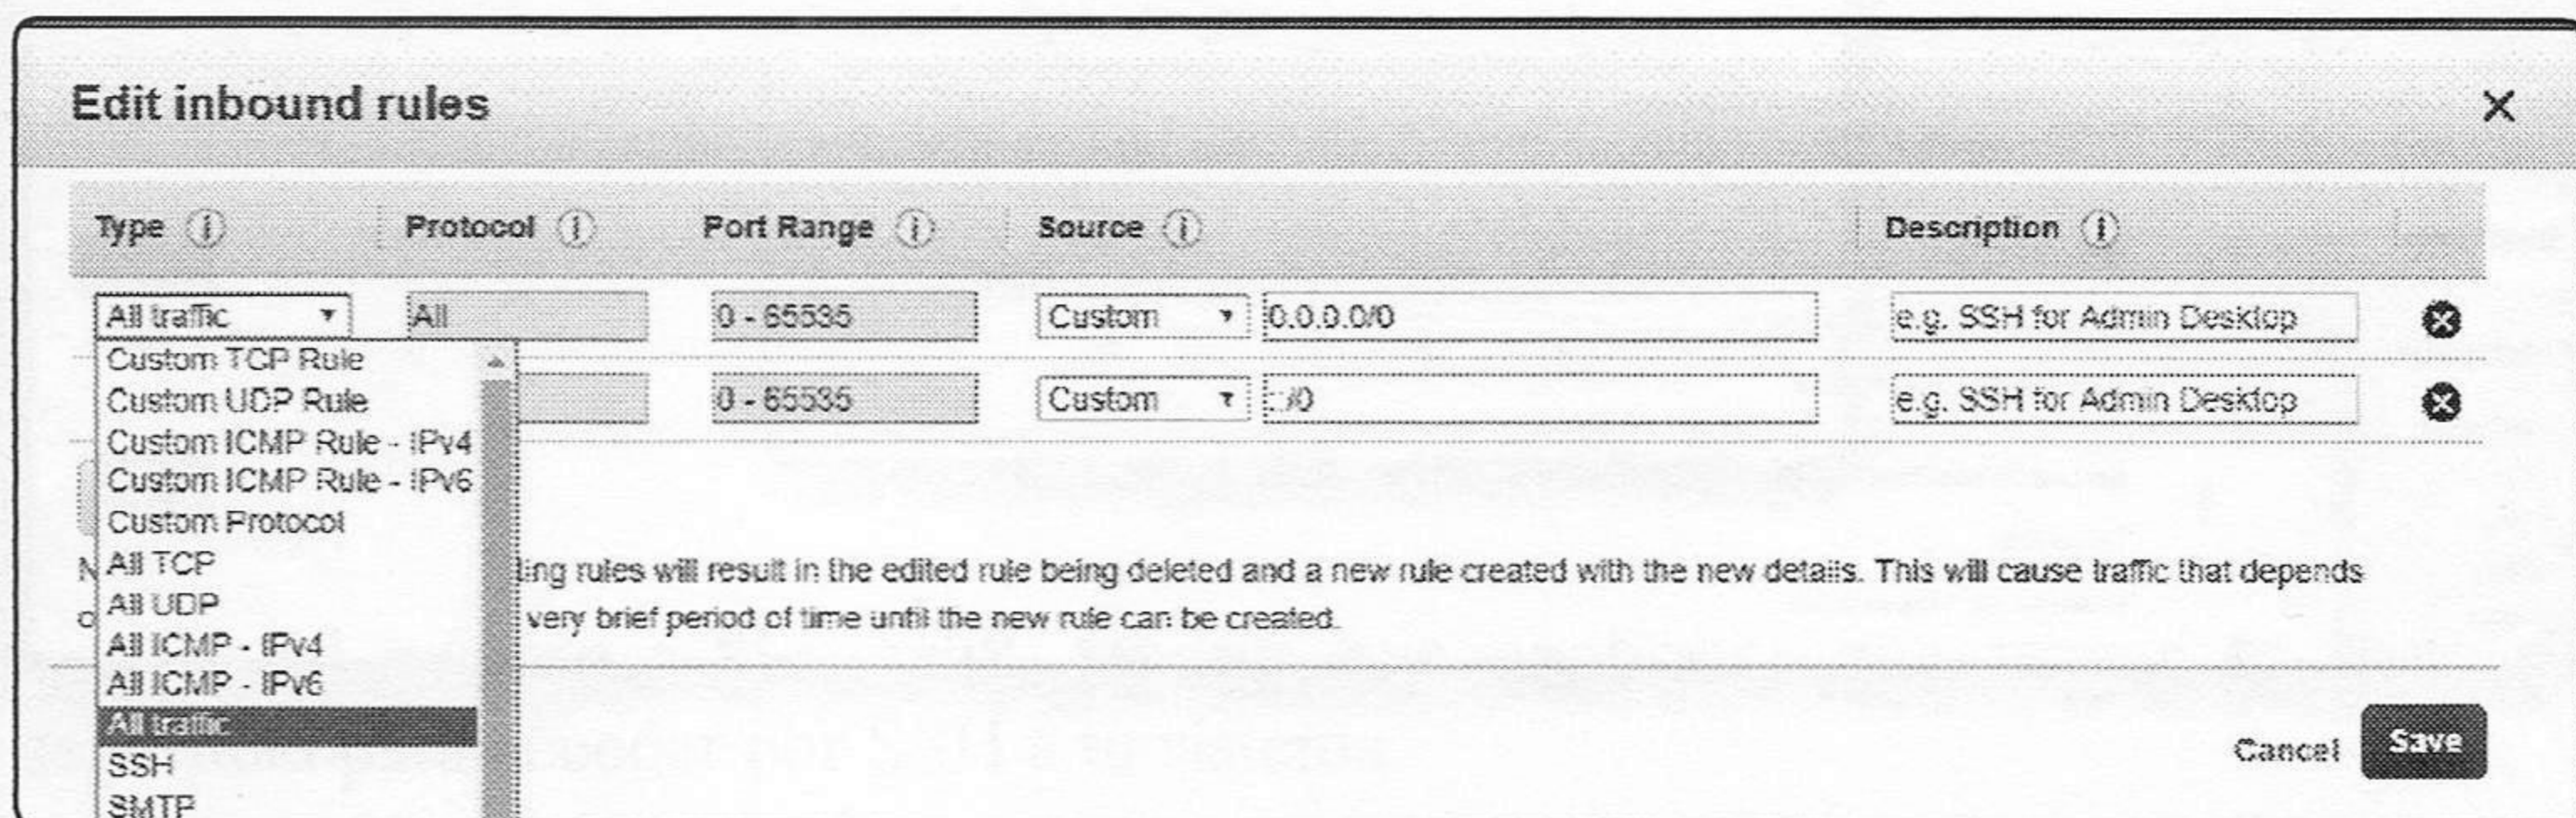 Edit inbound rules
Type Protocol Port Range Source Description
All traffic All 0 - 65535 Custom 0.0.0.0/0 e.g. SSH for Admin Desktop
0 - 65535 Custom ::/0 e.g. SSH for Admin Desktop
Custom TCP Rule
Custom UDP Rule
Custom ICMP Rule - IPv4
Custom ICMP Rule - IPv6
Custom Protocol
All TCP
All UDP
All ICMP - IPv4
All ICMP - IPv6
All traffic
SSH
SMTP
ing rules will result in the edited rule being deleted and a new rule created with the new details. This will cause traffic that depends
very brief period of time until the new rule can be created.
Cancel Save